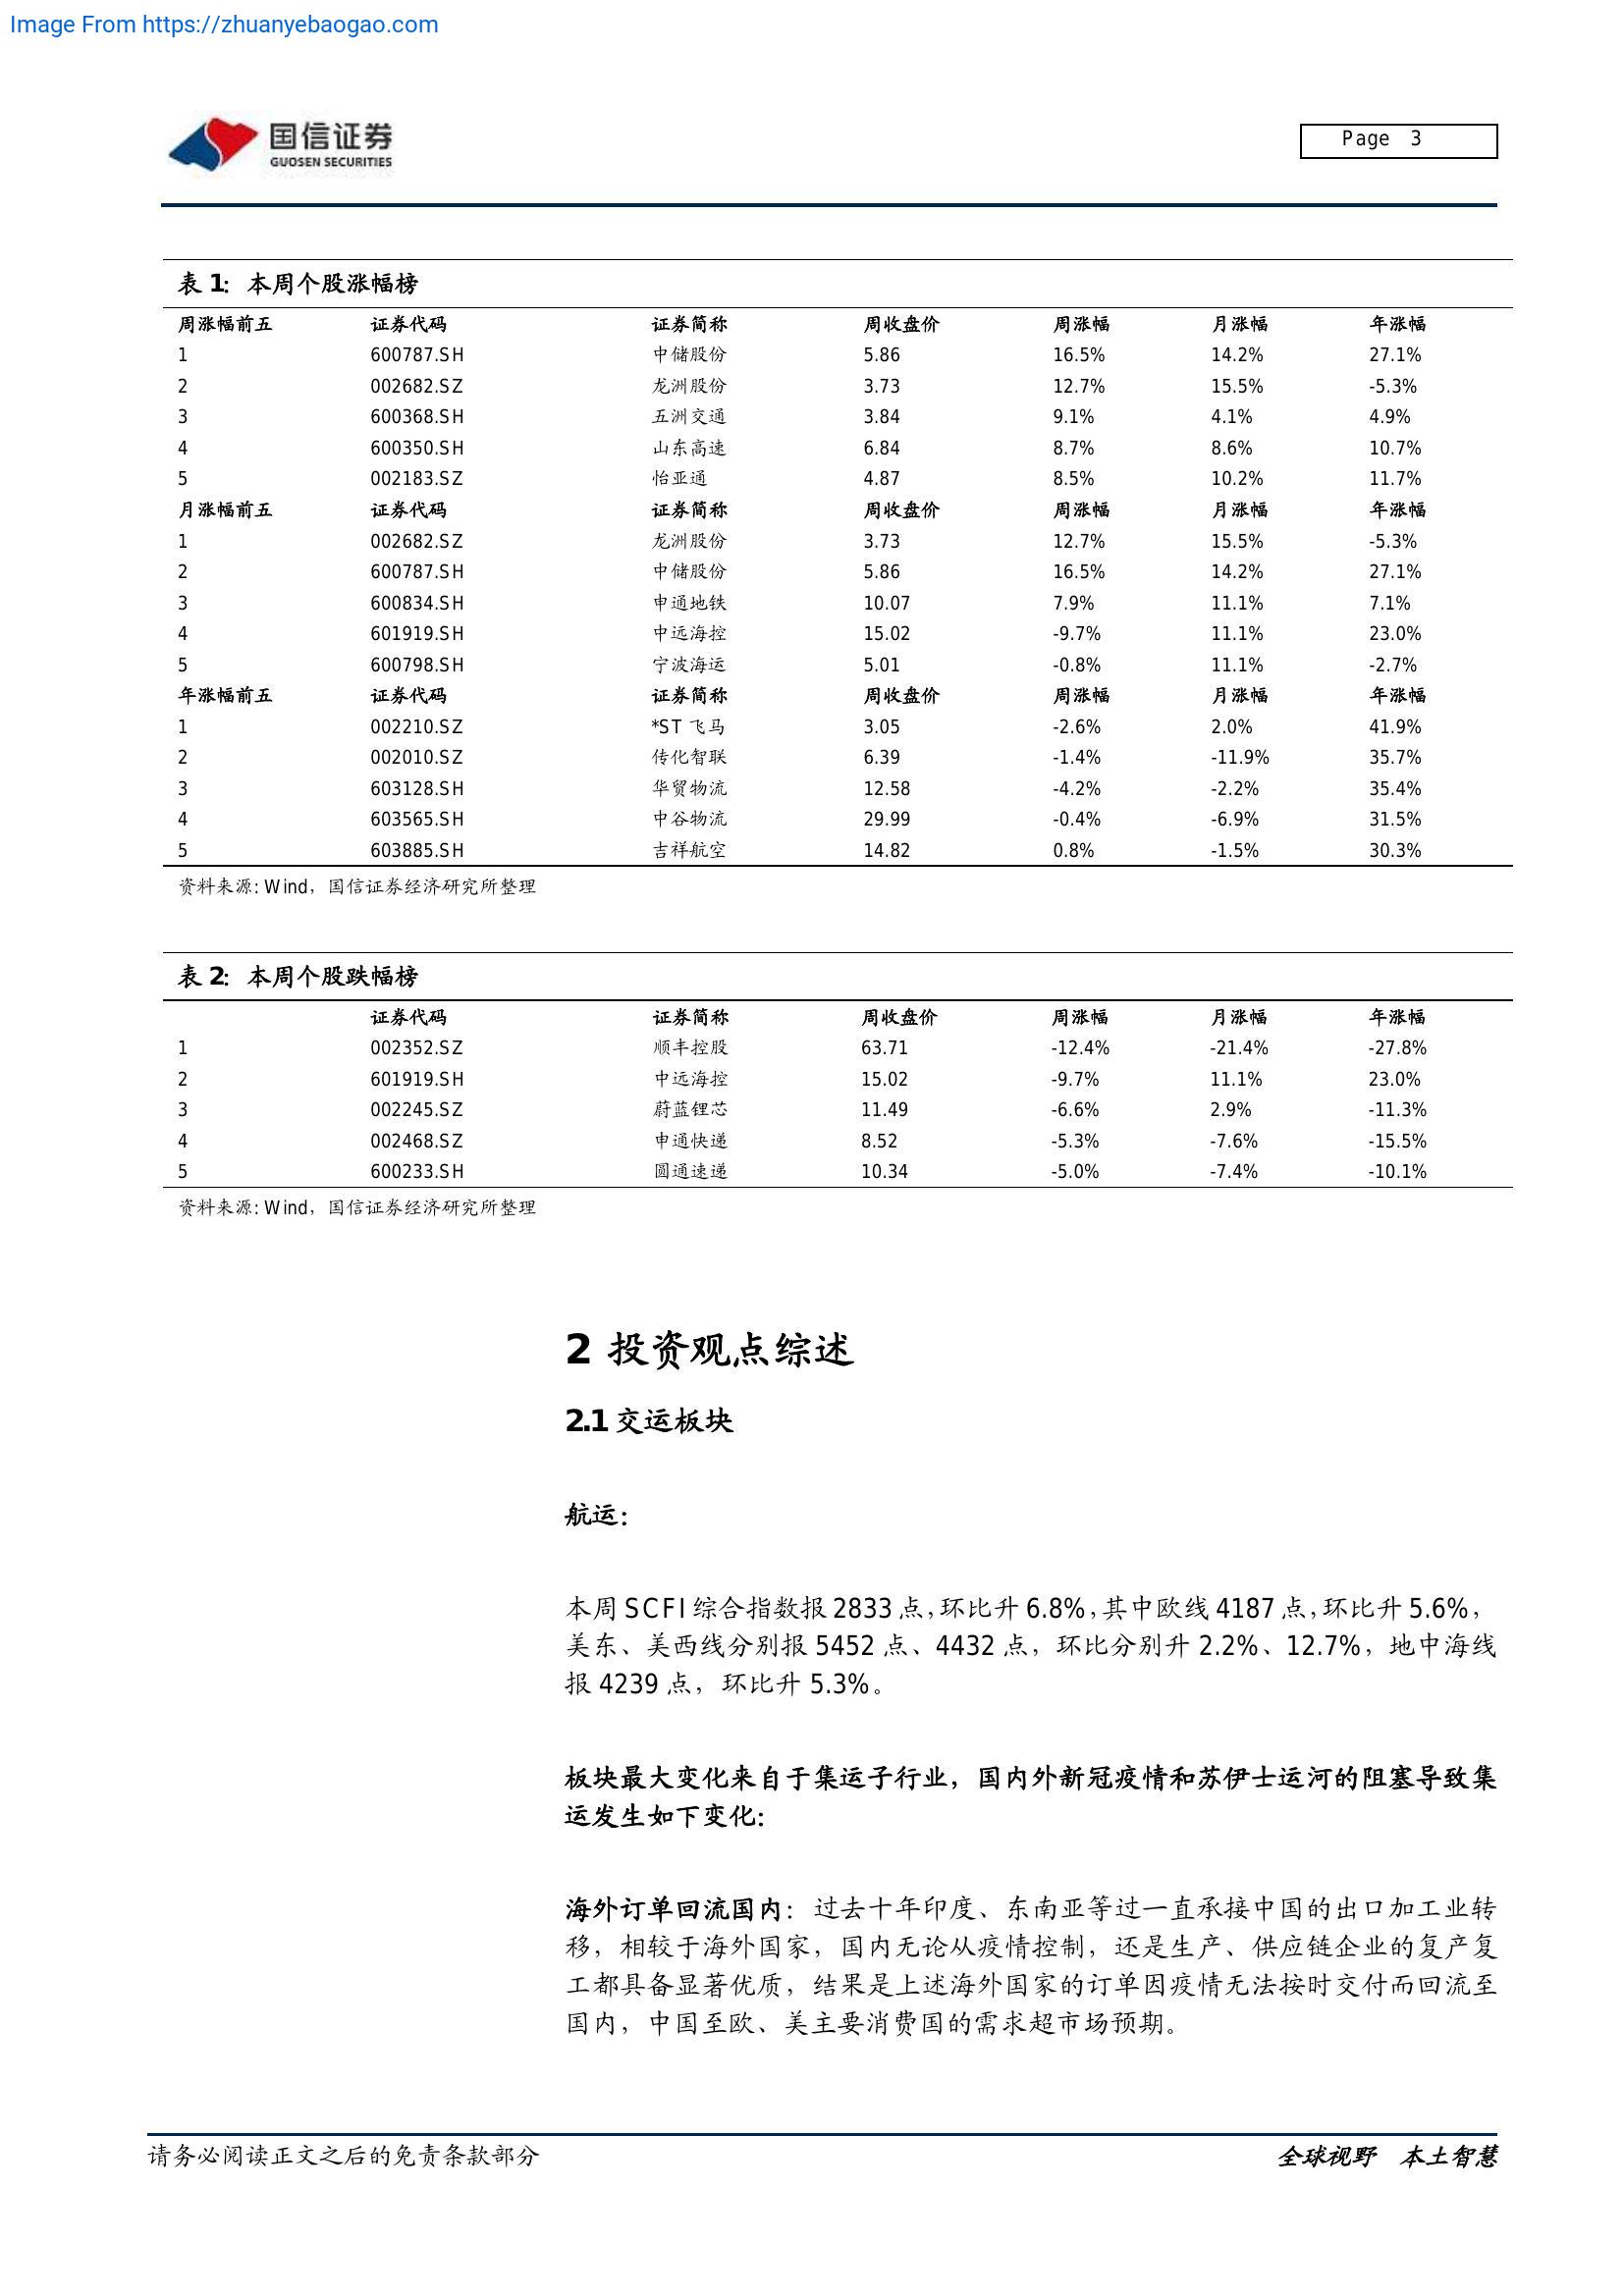 Image From https://zhuanyebaogao.com
国信证券
GUOSEN SECURITIES
Page 3
表 1: 本周个股涨幅榜
周涨幅前五 证券代码 证券简称 周收盘价 周涨幅 月涨幅 年涨幅
1 600787.SH 中储股份 5.86 16.5% 14.2% 27.1%
2 002682.SZ 龙洲股份 3.73 12.7% 15.5% -5.3%
3 600368.SH 五洲交通 3.84 9.1% 4.1% 4.9%
4 600350.SH 山东高速 6.84 8.7% 8.6% 10.7%
5 002183.SZ 怡亚通 4.87 8.5% 10.2% 11.7%
月涨幅前五 证券代码 证券简称 周收盘价 周涨幅 月涨幅 年涨幅
1 002682.SZ 龙洲股份 3.73 12.7% 15.5% -5.3%
2 600787.SH 中储股份 5.86 16.5% 14.2% 27.1%
3 600834.SH 申通地铁 10.07 7.9% 11.1% 7.1%
4 601919.SH 中远海控 15.02 -9.7% 11.1% 23.0%
5 600798.SH 宁波海运 5.01 -0.8% 11.1% -2.7%
年涨幅前五 证券代码 证券简称 周收盘价 周涨幅 月涨幅 年涨幅
1 002210.SZ *ST 飞马 3.05 -2.6% 2.0% 41.9%
2 002010.SZ 传化智联 6.39 -1.4% -11.9% 35.7%
3 603128.SH 华贸物流 12.58 -4.2% -2.2% 35.4%
4 603565.SH 中谷物流 29.99 -0.4% -6.9% 31.5%
5 603885.SH 吉祥航空 14.82 0.8% -1.5% 30.3%
资料来源: Wind，国信证券经济研究所整理
表 2: 本周个股跌幅榜
证券代码 证券简称 周收盘价 周涨幅 月涨幅 年涨幅
1 002352.SZ 顺丰控股 63.71 -12.4% -21.4% -27.8%
2 601919.SH 中远海控 15.02 -9.7% 11.1% 23.0%
3 002245.SZ 蔚蓝锂芯 11.49 -6.6% 2.9% -11.3%
4 002468.SZ 申通快递 8.52 -5.3% -7.6% -15.5%
5 600233.SH 圆通速递 10.34 -5.0% -7.4% -10.1%
资料来源: Wind，国信证券经济研究所整理
2 投资观点综述
2.1 交运板块
航运：
本周 SCFI 综合指数报 2833 点，环比升 6.8%，其中欧线 4187 点，环比升 5.6%，
美东、美西线分别报 5452 点、4432 点，环比分别升 2.2%、12.7%，地中海线
报 4239 点，环比升 5.3%。
板块最大变化来自于集运子行业，国内外新冠疫情和苏伊士运河的阻塞导致集
运发生如下变化：
海外订单回流国内：过去十年印度、东南亚等过一直承接中国的出口加工业转
移，相较于海外国家，国内无论从疫情控制，还是生产、供应链企业的复产复
工都具备显著优质，结果是上述海外国家的订单因疫情无法按时交付而回流至
国内，中国至欧、美主要消费国的需求超市场预期。
请务必阅读正文之后的免责条款部分
全球视野 本土智慧